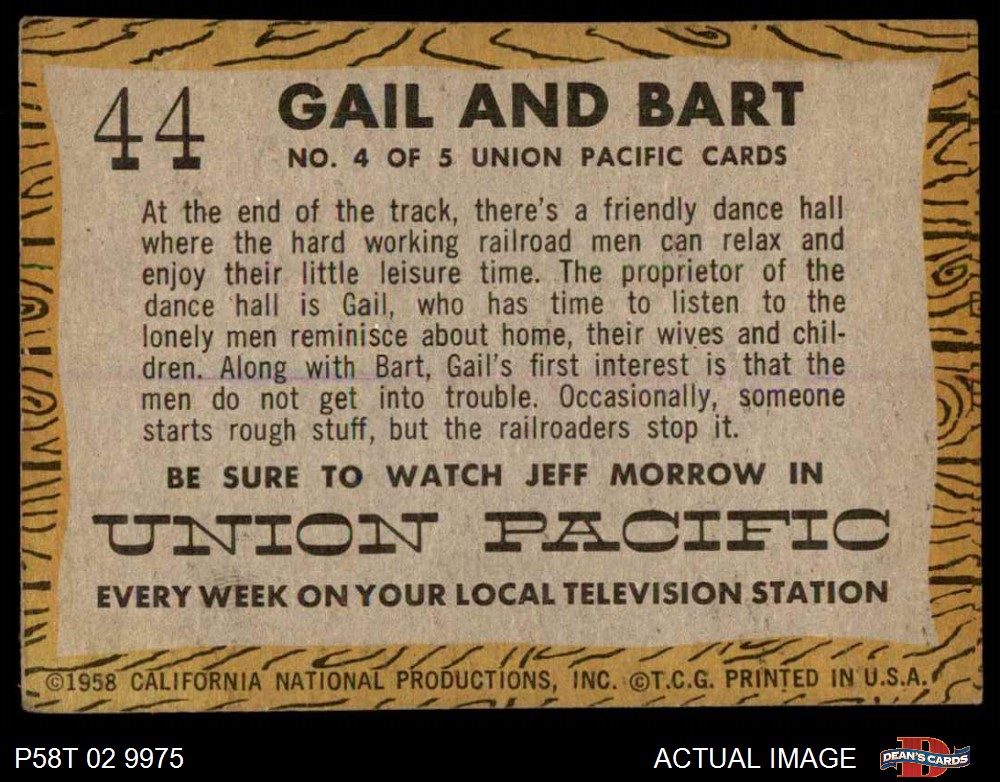 44
GAIL AND BART
NO. 4 OF 5 UNION PACIFIC CARDS
At the end of the track, there's a friendly dance hall
where the hard working railroad men can relax and
enjoy their little leisure time. The proprietor of the
dance hall is Gail, who has time to listen to the
lonely men reminisce about home, their wives and chil-
dren. Along with Bart, Gail's first interest is that the
men do not get into trouble. Occasionally, someone
starts rough stuff, but the railroaders stop it.
BE SURE TO WATCH JEFF MORROW IN
UNION PACIFIC
EVERY WEEK ON YOUR LOCAL TELEVISION STATION
©1958 CALIFORNIA NATIONAL PRODUCTIONS, INC. ©T.C.G. PRINTED IN U.S.A.
P58T 02 9975
ACTUAL IMAGE
D
DEAN'S CARDS